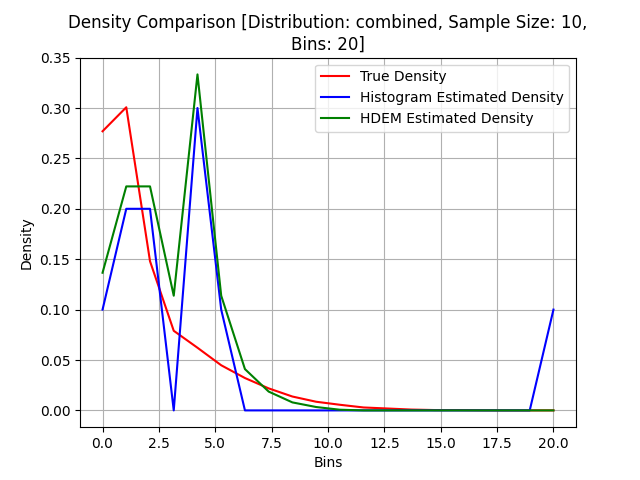 Density Comparison [Distribution: combined, Sample Size: 10,
Bins: 20]
0.35
0.30
0.25
0.20
0.15
0.10
0.05
0.00
Density
True Density
Histogram Estimated Density
HDEM Estimated Density
0.0 2.5 5.0 7.5 10.0 12.5 15.0 17.5 20.0
Bins